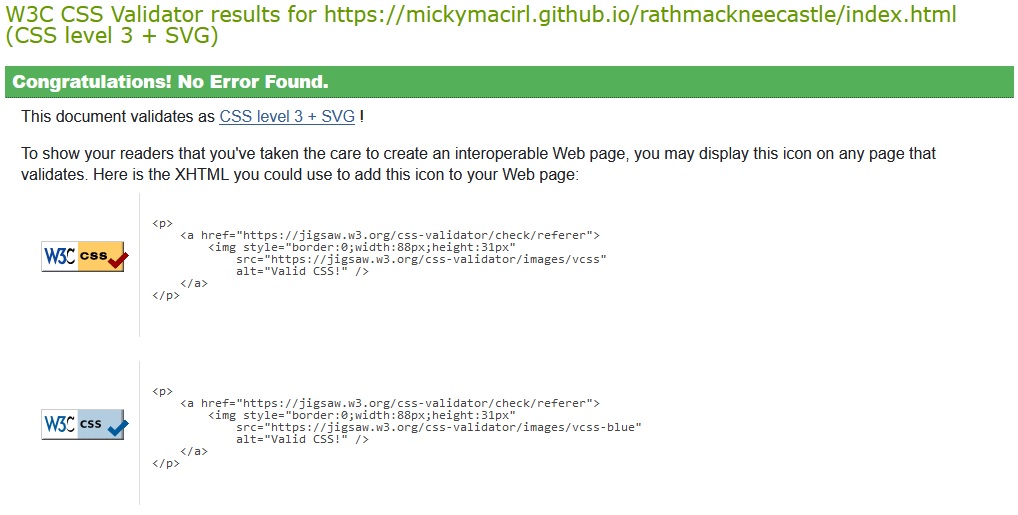 W3C CSS Validator results for https://mickymacirl.github.io/rathmackneecastle/index.html
(CSS level 3 + SVG)
Congratulations! No Error Found.
This document validates as CSS level 3 + SVG !
To show your readers that you've taken the care to create an interoperable Web page, you may display this icon on any page that
validates. Here is the XHTML you could use to add this icon to your Web page:
W3C css
<p>
    <a href="https://jigsaw.w3.org/css-validator/check/referer">
        <img style="border:0;width:88px;height:31px"
            src="https://jigsaw.w3.org/css-validator/images/vcss"
            alt="Valid CSS!" />
    </a>
</p>
W3C css
<p>
    <a href="https://jigsaw.w3.org/css-validator/check/referer">
        <img style="border:0;width:88px;height:31px"
            src="https://jigsaw.w3.org/css-validator/images/vcss-blue"
            alt="Valid CSS!" />
    </a>
</p>